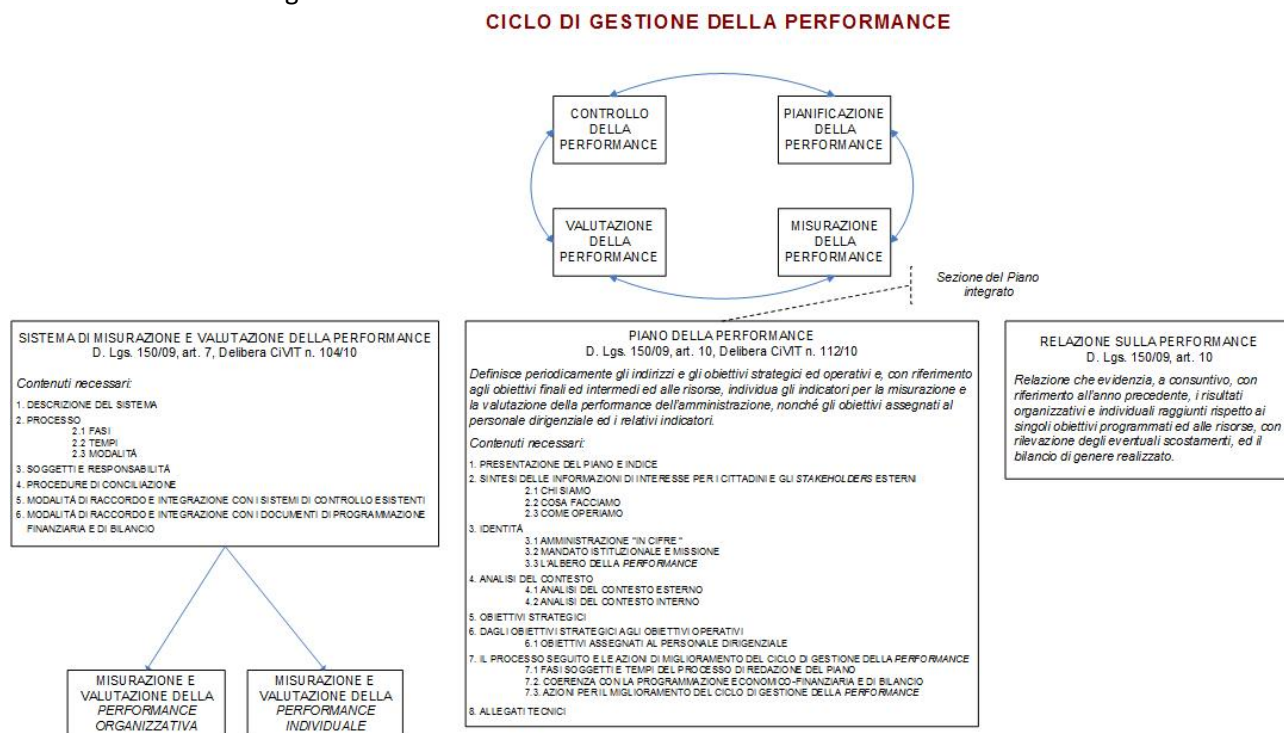 CICLO DI GESTIONE DELLA PERFORMANCE
CONTROLLO
DELLA
PERFORMANCE
PIANIFICAZIONE
DELLA
PERFORMANCE
VALUTAZIONE
DELLA
PERFORMANCE
MISURAZIONE
DELLA
PERFORMANCE
Sezione del Piano
integrato
SISTEMA DI MISURAZIONE E VALUTAZIONE DELLA PERFORMANCE
D. Lgs. 150/09, art. 7, Delibera CiVIT n. 104/10
Contenuti necessari:
1. DESCRIZIONE DEL SISTEMA
2. PROCESSO
2.1 FASI
2.2 TEMPI
2.3 MODALITÀ
3. SOGGETTI E RESPONSABILITÀ
4. PROCEDURE DI CONCILIAZIONE
5. MODALITÀ DI RACCORDO E INTEGRAZIONE CON I SISTEMI DI CONTROLLO ESISTENTI
6. MODALITÀ DI RACCORDO E INTEGRAZIONE CON I DOCUMENTI DI PROGRAMMAZIONE
FINANZIARIA E DI BILANCIO
MISURAZIONE E
VALUTAZIONE DELLA
PERFORMANCE
ORGANIZZATIVA
MISURAZIONE E
VALUTAZIONE DELLA
PERFORMANCE
INDIVIDUALE
PIANO DELLA PERFORMANCE
D. Lgs. 150/09, art. 10, Delibera CiVIT n. 112/10
Definisce periodicamente gli indirizzi e gli obiettivi strategici ed operativi e, con riferimento
agli obiettivi finali ed intermedi ed alle risorse, individua gli indicatori per la misurazione e
la valutazione della performance dell'amministrazione, nonché gli obiettivi assegnati al
personale dirigenziale ed i relativi indicatori.
Contenuti necessari:
1. PRESENTAZIONE DEL PIANO E INDICE
2. SINTESI DELLE INFORMAZIONI DI INTERESSE PER I CITTADINI E GLI STAKEHOLDERS ESTERNI
2.1 CHI SIAMO
2.2 COSA FACCIAMO
2.3 COME OPERIAMO
3. IDENTITÀ
3.1 AMMINISTRAZIONE "IN CIFRE"
3.2 MANDATO ISTITUZIONALE E MISSIONE
3.3 L'ALBERO DELLA PERFORMANCE
4. ANALISI DEL CONTESTO
4.1 ANALISI DEL CONTESTO ESTERNO
4.2 ANALISI DEL CONTESTO INTERNO
5. OBIETTIVI STRATEGICI
6. DAGLI OBIETTIVI STRATEGICI AGLI OBIETTIVI OPERATIVI
6.1 OBIETTIVI ASSEGNATI AL PERSONALE DIRIGENZIALE
7. IL PROCESSO SEGUITO E LE AZIONI DI MIGLIORAMENTO DEL CICLO DI GESTIONE DELLA PERFORMANCE
7.1 FASI SOGGETTI E TEMPI DEL PROCESSO DI REDAZIONE DEL PIANO
7.2. COERENZA CON LA PROGRAMMAZIONE ECONOMICO-FINANZIARIA E DI BILANCIO
7.3. AZIONI PER IL MIGLIORAMENTO DEL CICLO DI GESTIONE DELLA PERFORMANCE
8. ALLEGATI TECNICI
RELAZIONE SULLA PERFORMANCE
D. Lgs. 150/09, art. 10
Relazione che evidenzia, a consuntivo, con
riferimento all'anno precedente, i risultati
organizzativi e individuali raggiunti rispetto ai
singoli obiettivi programmati ed alle risorse, con
rilevazione degli eventuali scostamenti, ed il
bilancio di genere realizzato.